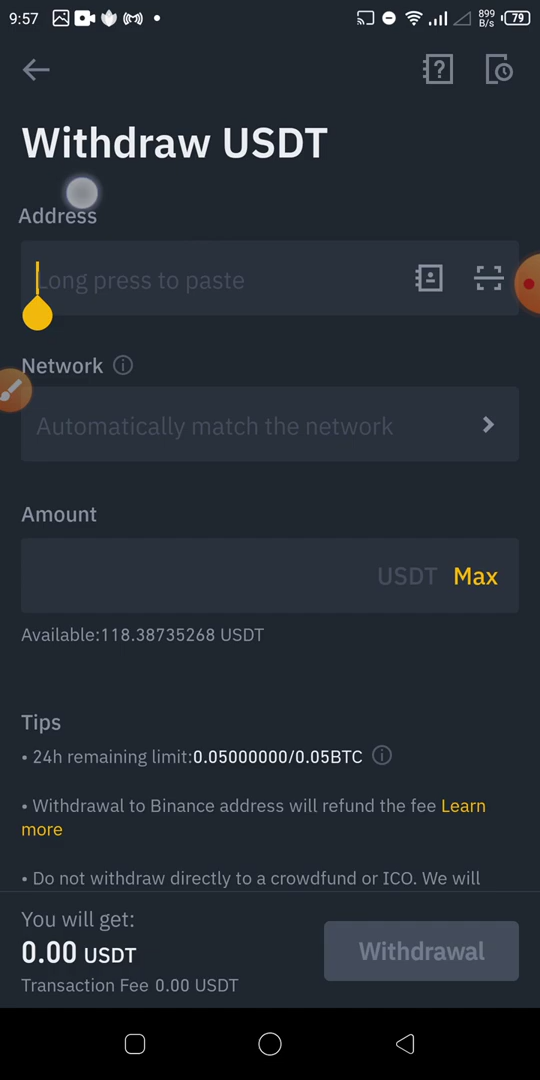 9:57
899
B/s
79
Withdraw USDT
Address
Long press to paste
Network
Automatically match the network
Amount
USDT Max
Available:118.38735268 USDT
Tips
• 24h remaining limit:0.05000000/0.05BTC
• Withdrawal to Binance address will refund the fee Learn
more
• Do not withdraw directly to a crowdfund or ICO. We will
You will get:
0.00 USDT
Withdrawal
Transaction Fee 0.00 USDT